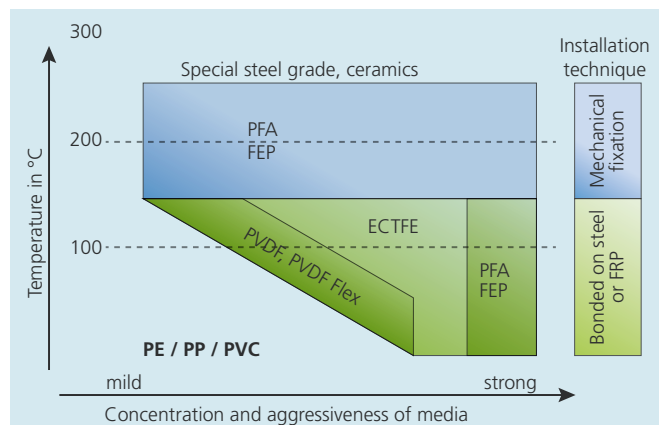 300
Installation
technique
Special steel grade, ceramics
Temperature in °C
200
100
PFA
FEP
Mechanical
fixation
ECTFE
PVDF, PVDF Flex
PFA
FEP
Bonded on steel
or FRP
PE / PP / PVC
mild
strong
Concentration and aggressiveness of media